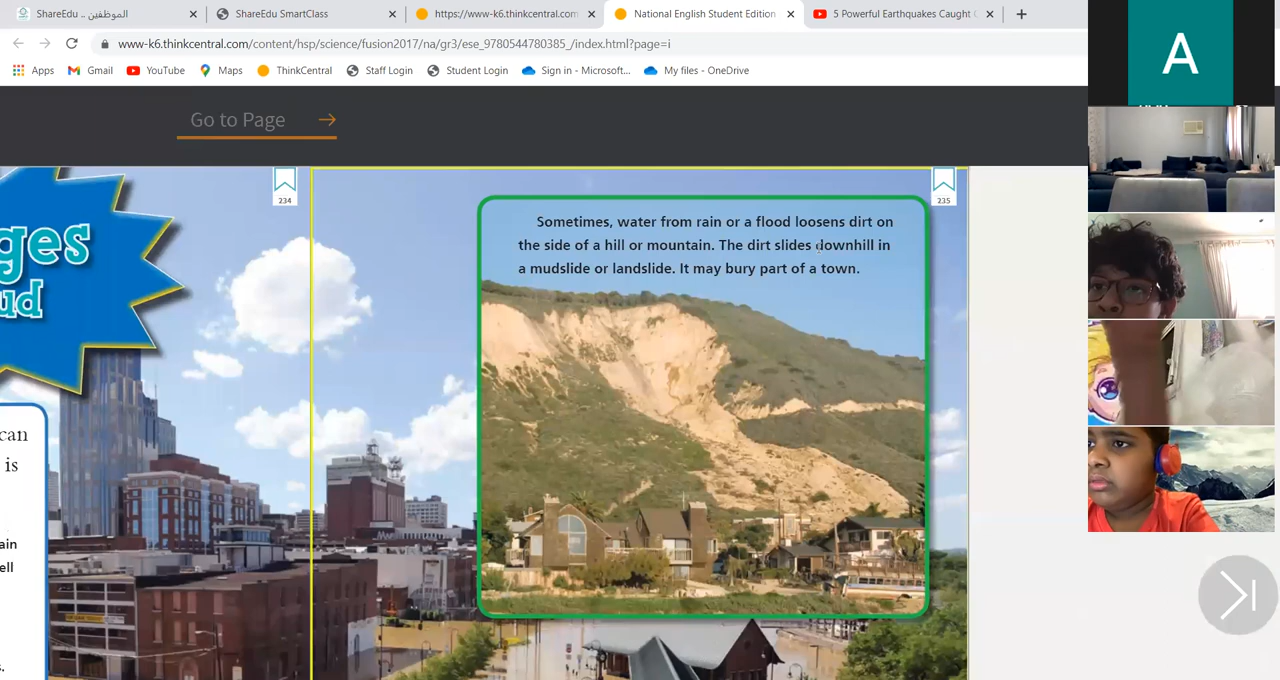 الموظفين .. ShareEdu
ShareEdu SmartClass
https://www-k6.thinkcentral.com
National English Student Edition
5 Powerful Earthquakes Caught
www-k6.thinkcentral.com/content/hsp/science/fusion2017/na/gr3/ese_9780544780385_/index.html?page=i
Apps
Gmail
YouTube
Maps
ThinkCentral
Staff Login
Student Login
Sign in - Microsoft...
My files - OneDrive
A
Go to Page
234
235
ges
ud
can
is
ain
ell
s.
Sometimes, water from rain or a flood loosens dirt on
the side of a hill or mountain. The dirt slides downhill in
a mudslide or landslide. It may bury part of a town.